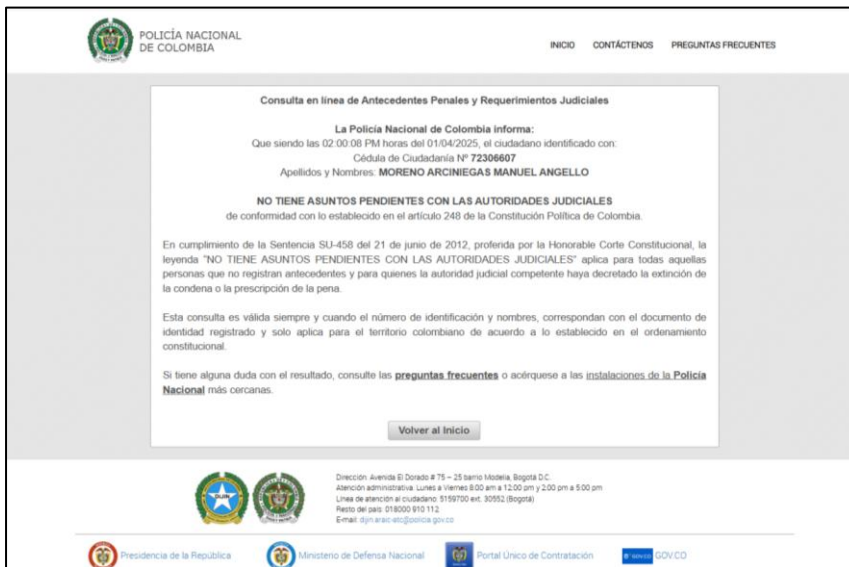 POLICÍA NACIONAL
DE COLOMBIA
INICIO CONTÁCTENOS PREGUNTAS FRECUENTES
Consulta en línea de Antecedentes Penales y Requerimientos Judiciales
La Policía Nacional de Colombia informa:
Que siendo las 02:00:08 PM horas del 01/04/2025, el ciudadano identificado con:
Cédula de Ciudadanía Nº 72306607
Apellidos y Nombres: MORENO ARCINIEGAS MANUEL ANGELLO
NO TIENE ASUNTOS PENDIENTES CON LAS AUTORIDADES JUDICIALES
de conformidad con lo establecido en el artículo 248 de la Constitución Política de Colombia.
En cumplimiento de la Sentencia SU-458 del 21 de junio de 2012, proferida por la Honorable Corte Constitucional, la
leyenda "NO TIENE ASUNTOS PENDIENTES CON LAS AUTORIDADES JUDICIALES" aplica para todas aquellas
personas que no registran antecedentes y para quienes la autoridad judicial competente haya decretado la extinción de
la condena o la prescripción de la pena.
Esta consulta es válida siempre y cuando el número de identificación y nombres, correspondan con el documento de
identidad registrado y solo aplica para el territorio colombiano de acuerdo a lo establecido en el ordenamiento
constitucional.
Si tiene alguna duda con el resultado, consulte las preguntas frecuentes o acérquese a las instalaciones de la Policía
Nacional más cercanas.
Volver al Inicio
DIJIN
Dirección: Avenida El Dorado # 75 – 25 barrio Modelia, Bogotá D.C.
Atención administrativa: Lunes a Viernes 8:00 am a 12:00 pm y 2:00 pm a 5:00 pm
Línea de atención al ciudadano: 5159700 ext. 30552 (Bogotá)
Resto del país: 018000 910 112
E-mail: dijin.araic-atc@policia.gov.co
Presidencia de la República Ministerio de Defensa Nacional Portal Único de Contratación GOV.CO